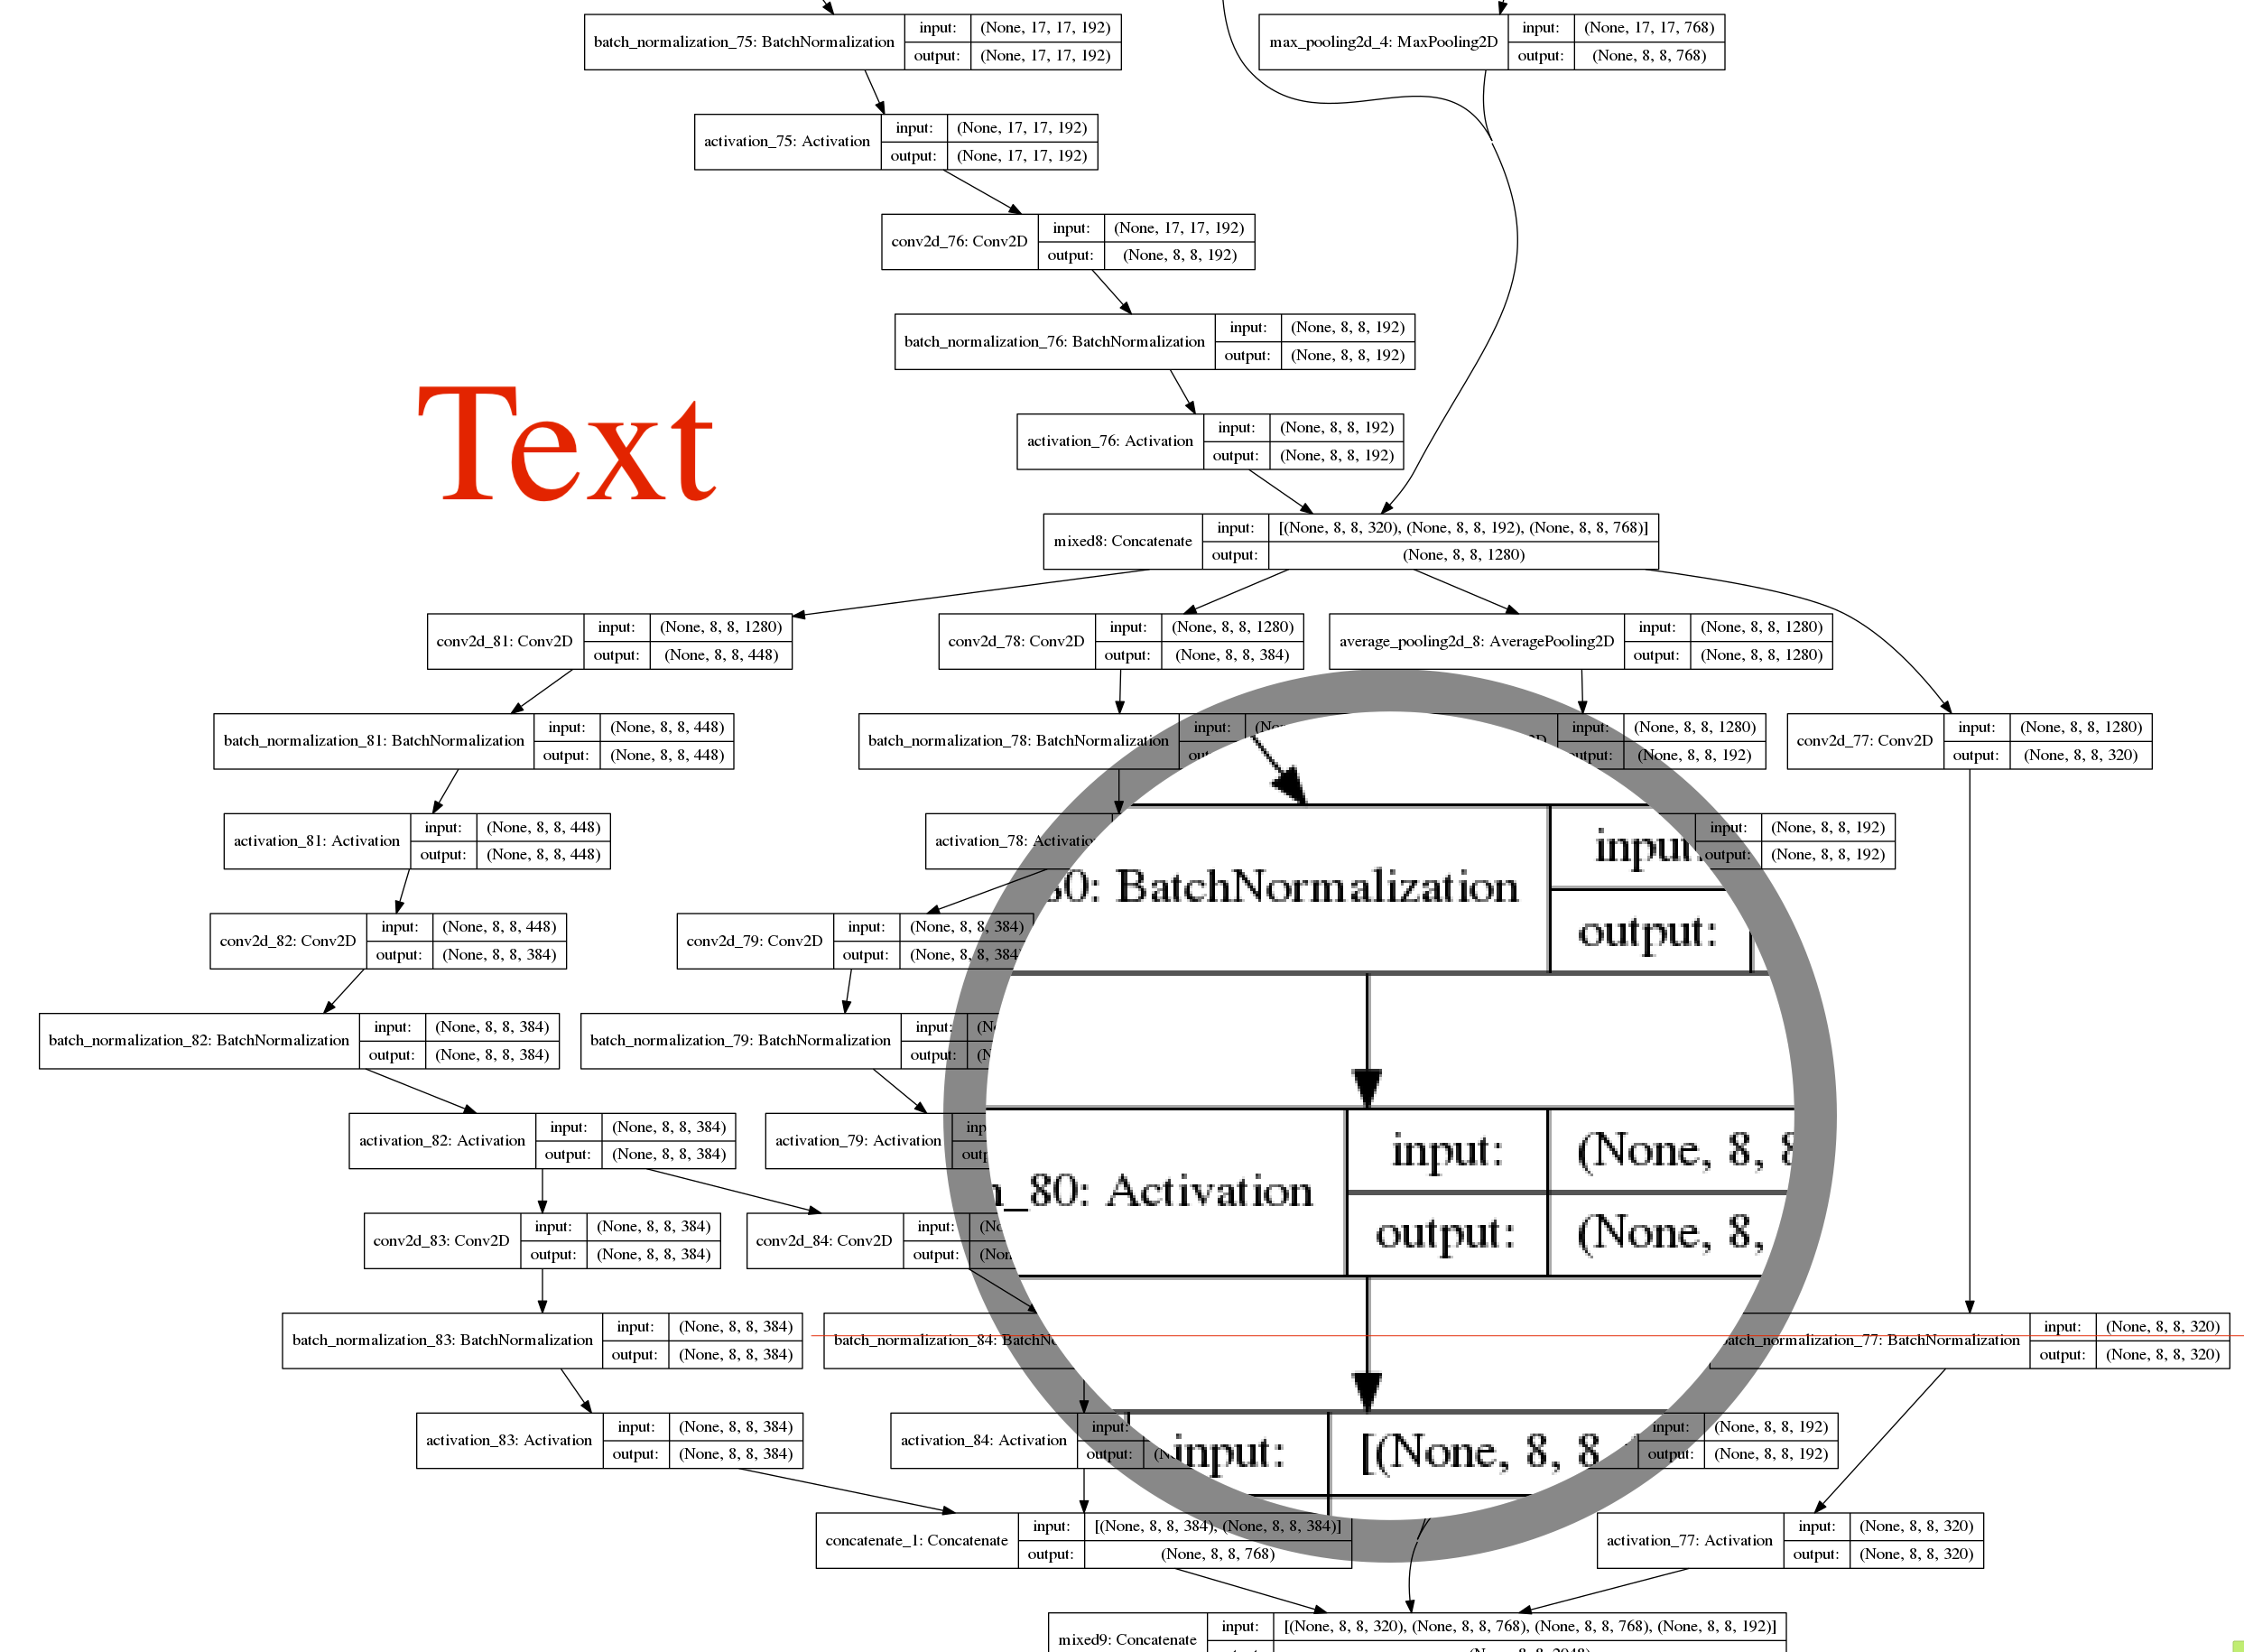 batch_normalization_75: BatchNormalization
input: (None, 17, 17, 192)
output: (None, 17, 17, 192)
max_pooling2d_4: MaxPooling2D
input: (None, 17, 17, 768)
output: (None, 8, 8, 768)
activation_75: Activation
input: (None, 17, 17, 192)
output: (None, 17, 17, 192)
conv2d_76: Conv2D
input: (None, 17, 17, 192)
output: (None, 8, 8, 192)
batch_normalization_76: BatchNormalization
input: (None, 8, 8, 192)
output: (None, 8, 8, 192)
Text
activation_76: Activation
input: (None, 8, 8, 192)
output: (None, 8, 8, 192)
mixed8: Concatenate
input: [(None, 8, 8, 320), (None, 8, 8, 192), (None, 8, 8, 768)]
output: (None, 8, 8, 1280)
conv2d_81: Conv2D
input: (None, 8, 8, 1280)
output: (None, 8, 8, 448)
conv2d_78: Conv2D
input: (None, 8, 8, 1280)
output: (None, 8, 8, 384)
average_pooling2d_8: AveragePooling2D
input: (None, 8, 8, 1280)
output: (None, 8, 8, 1280)
batch_normalization_81: BatchNormalization
input: (None, 8, 8, 448)
output: (None, 8, 8, 448)
batch_normalization_78: BatchNormalization
input:
input: (None, 8, 8, 1280)
output: (None, 8, 8, 192)
conv2d_77: Conv2D
input: (None, 8, 8, 1280)
output: (None, 8, 8, 320)
activation_81: Activation
input: (None, 8, 8, 448)
output: (None, 8, 8, 448)
activation_78:
80: BatchNormalization
input:
output:
input: (None, 8, 8, 192)
output: (None, 8, 8, 192)
conv2d_82: Conv2D
input: (None, 8, 8, 448)
output: (None, 8, 8, 384)
conv2d_79: Conv2D
input: (None, 8, 8, 384)
output: (None, 8, 8, 384
batch_normalization_82: BatchNormalization
input: (None, 8, 8, 384)
output: (None, 8, 8, 384)
batch_normalization_79: BatchNormalization
input:
output:
activation_82: Activation
input: (None, 8, 8, 384)
output: (None, 8, 8, 384)
activation_79: Activation
n_80: Activation
input: (None, 8, 8
output: (None, 8,
conv2d_83: Conv2D
input: (None, 8, 8, 384)
output: (None, 8, 8, 384)
conv2d_84: Conv2D
input:
output:
batch_normalization_83: BatchNormalization
input: (None, 8, 8, 384)
output: (None, 8, 8, 384)
batch_normalization_84:
batch_normalization_77: BatchNormalization
input: (None, 8, 8, 320)
output: (None, 8, 8, 320)
activation_83: Activation
input: (None, 8, 8, 384)
output: (None, 8, 8, 384)
activation_84: Activation
input:
output:
input: [(None, 8, 8
input: (None, 8, 8, 192)
output: (None, 8, 8, 192)
concatenate_1: Concatenate
input: [(None, 8, 8, 384), (None, 8, 8, 384)]
output: (None, 8, 8, 768)
activation_77: Activation
input: (None, 8, 8, 320)
output: (None, 8, 8, 320)
mixed9: Concatenate
input: [(None, 8, 8, 320), (None, 8, 8, 768), (None, 8, 8, 768), (None, 8, 8, 192)]